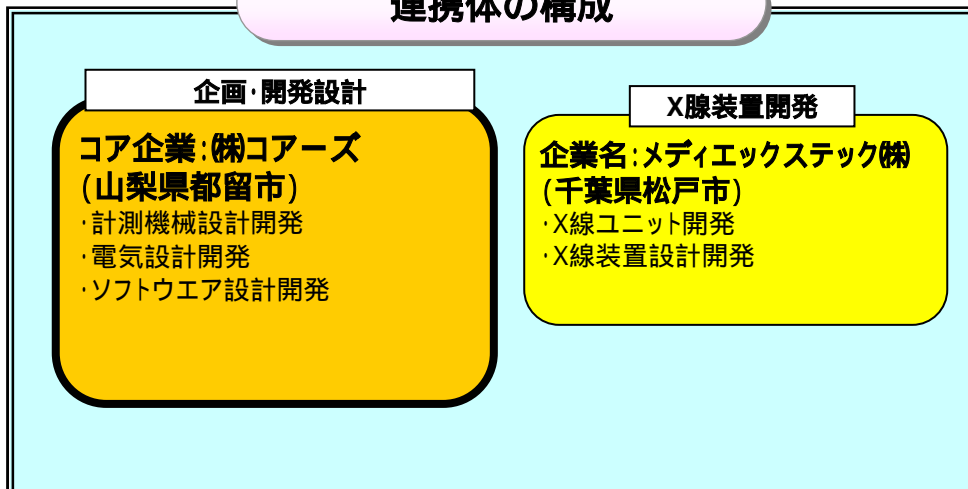 連携体の構成
企画・開発設計
コア企業:㈱コアーズ
(山梨県都留市)
・計測機械設計開発
・電気設計開発
・ソフトウエア設計開発
X腺装置開発
企業名:メディエックステック㈱
(千葉県松戸市)
・X線ユニット開発
・X線装置設計開発